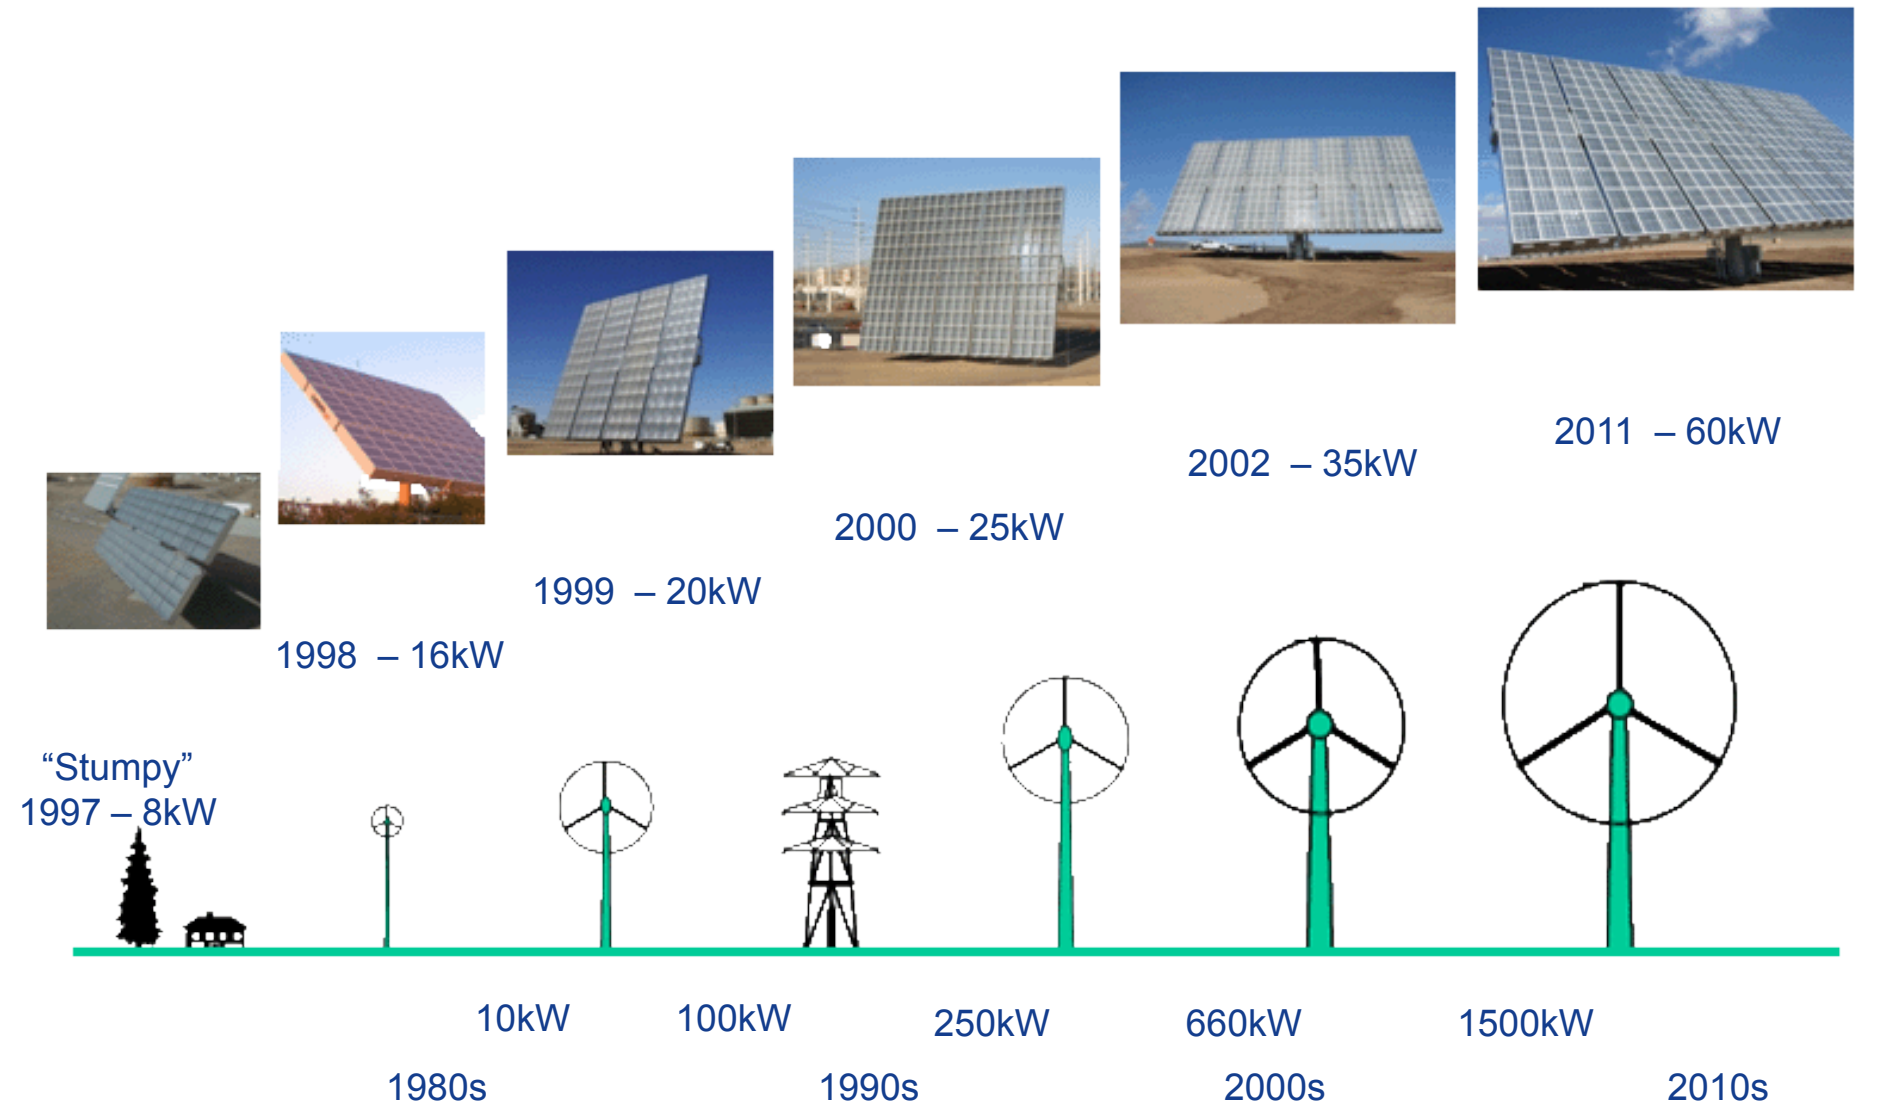 2011 – 60kW
2002 – 35kW
2000 – 25kW
1999 – 20kW
1998 – 16kW
“Stumpy”
1997 – 8kW
10kW 100kW 250kW 660kW 1500kW
1980s 1990s 2000s 2010s